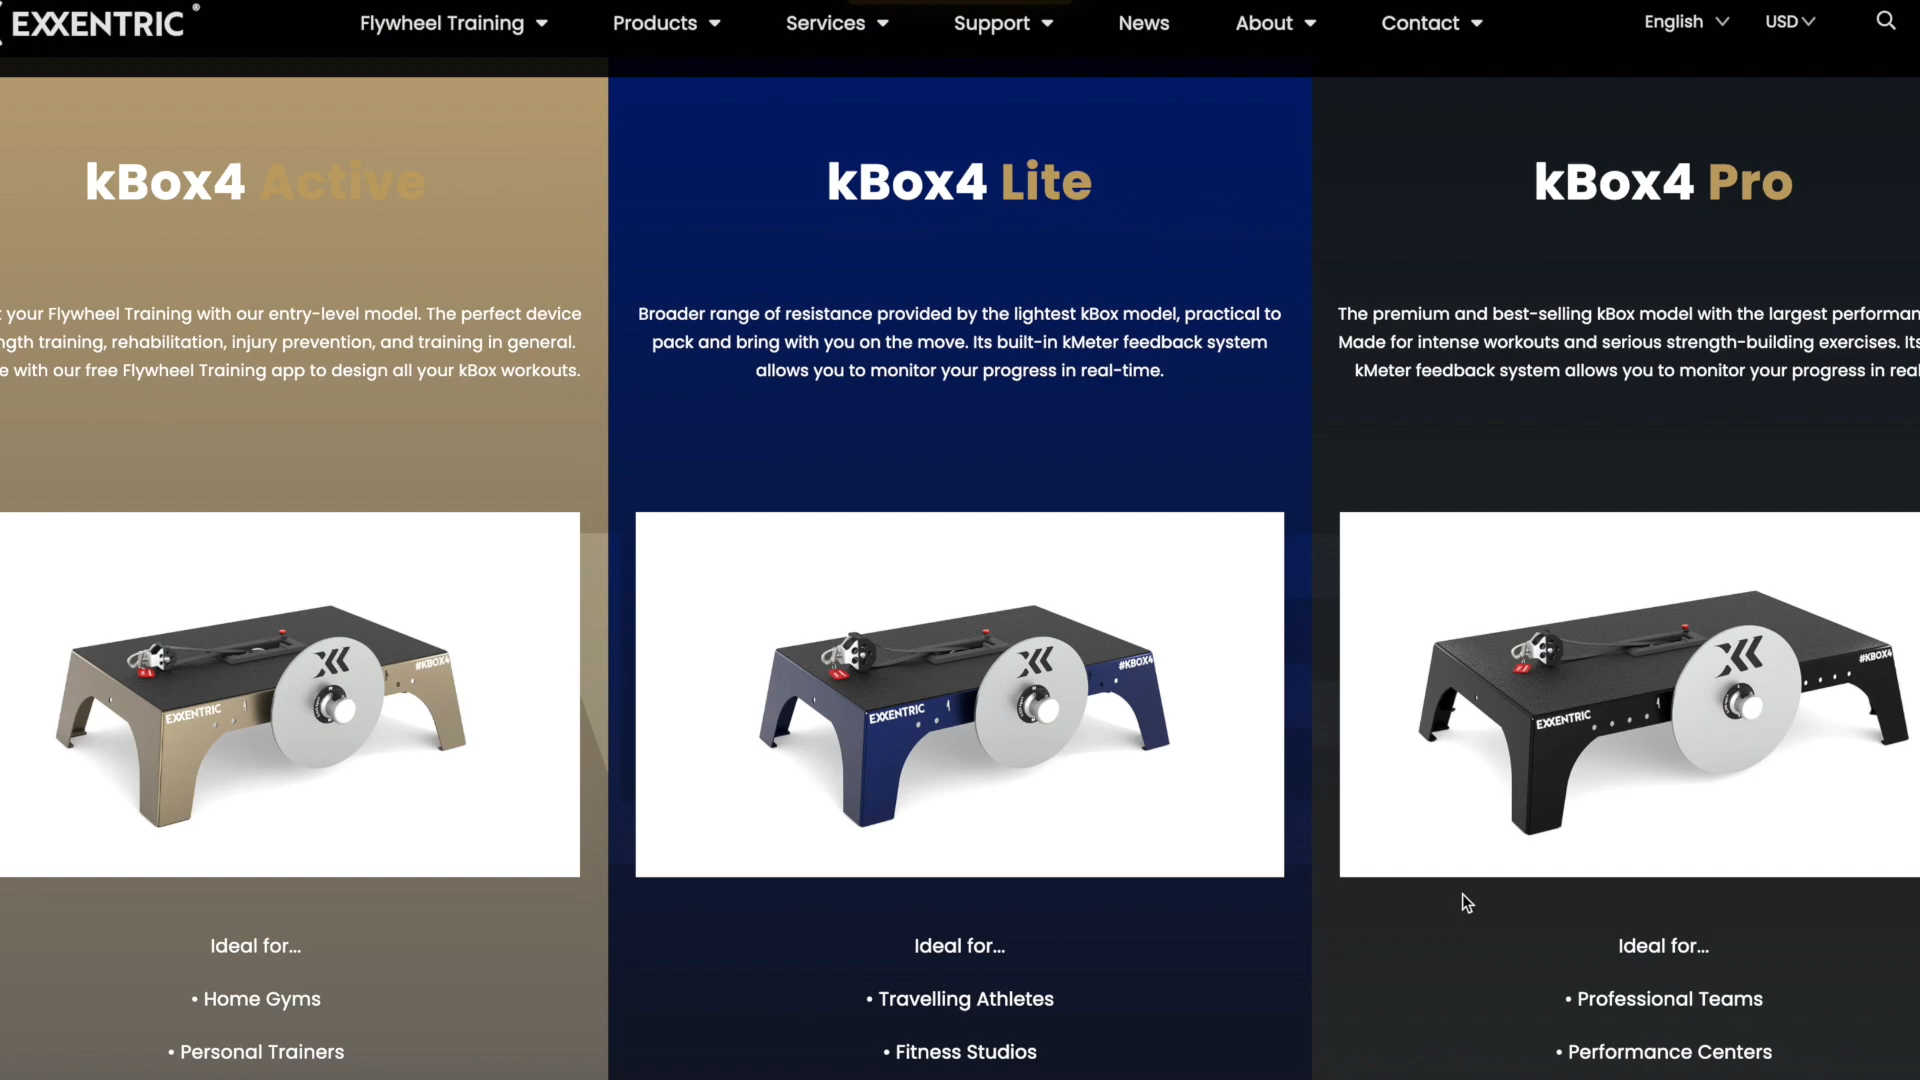 EXXENTRIC®
Flywheel Training
Products
Services
Support
News
About
Contact
English
USD
kBox4 Active
your Flywheel Training with our entry-level model. The perfect device
ngth training, rehabilitation, injury prevention, and training in general.
e with our free Flywheel Training app to design all your kBox workouts.
#KBOX4
EXXENTRIC
Ideal for...
• Home Gyms
• Personal Trainers
kBox4 Lite
Broader range of resistance provided by the lightest kBox model, practical to
pack and bring with you on the move. Its built-in kMeter feedback system
allows you to monitor your progress in real-time.
#KBOX4
EXXENTRIC
Ideal for...
• Travelling Athletes
• Fitness Studios
kBox4 Pro
The premium and best-selling kBox model with the largest performan
Made for intense workouts and serious strength-building exercises. Its
kMeter feedback system allows you to monitor your progress in real
#KBOX4
EXXENTRIC
Ideal for...
• Professional Teams
• Performance Centers